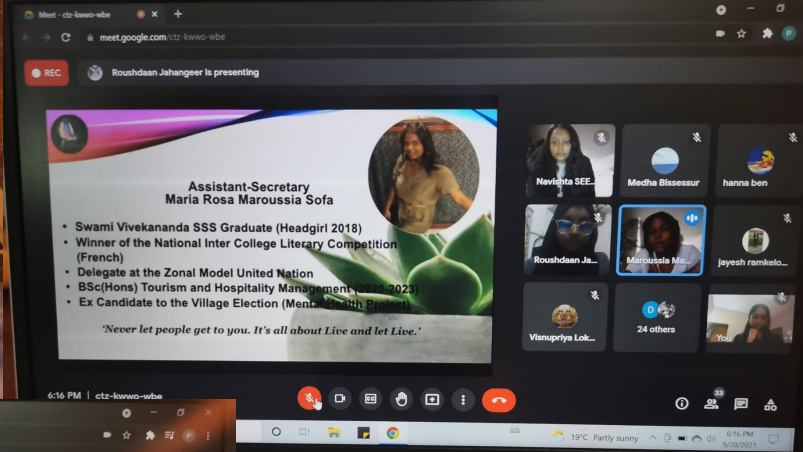 Meet - ctz-kwwo-wbe
meet.google.com/ctz-kwwo-wbe
REC
Roushdaan Jahangeer is presenting
Assistant-Secretary
Maria Rosa Maroussia Sofa
• Swami Vivekananda SSS Graduate (Headgirl 2018)
• Winner of the National Inter College Literary Competition
(French)
• Delegate at the Zonal Model United Nation
• BSc(Hons) Tourism and Hospitality Management (2020-2023)
• Ex Candidate to the Village Election (Mental Health Project)
‘Never let people get to you. It's all about Live and let Live.’
Navishta SEE...
Medha Bissessur
hanna ben
Roushdaan Ja...
Maroussia Ma...
jayesh ramkelo...
Visnupriya Lok...
D
24 others
You
6:16 PM | ctz-kwwo-wbe
CC
33
P
P
19°C Partly sunny
6:16 PM
9/28/2021